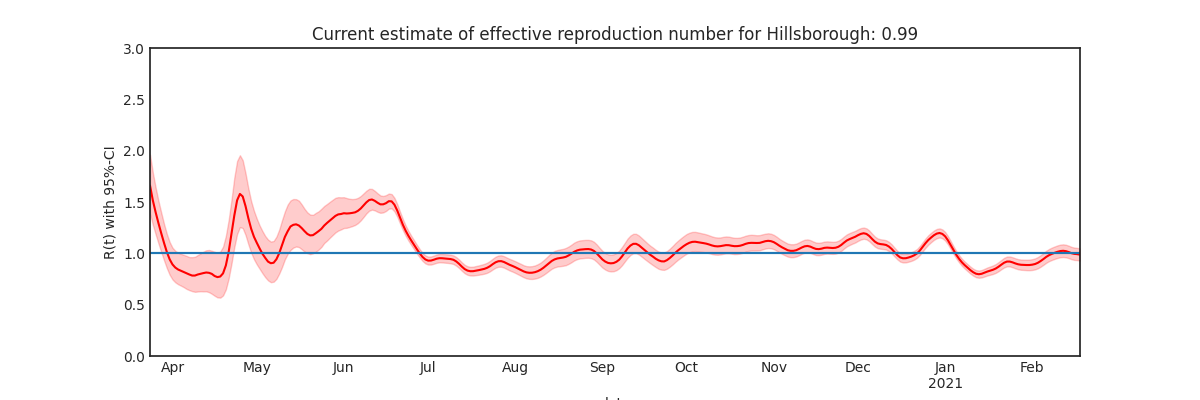 Current estimate of effective reproduction number for Hillsborough: 0.99
R(t) with 95%-CI
3.0
2.5
2.0
1.5
1.0
0.5
0.0
Apr May Jun Jul Aug Sep Oct Nov Dec Jan Feb
2021